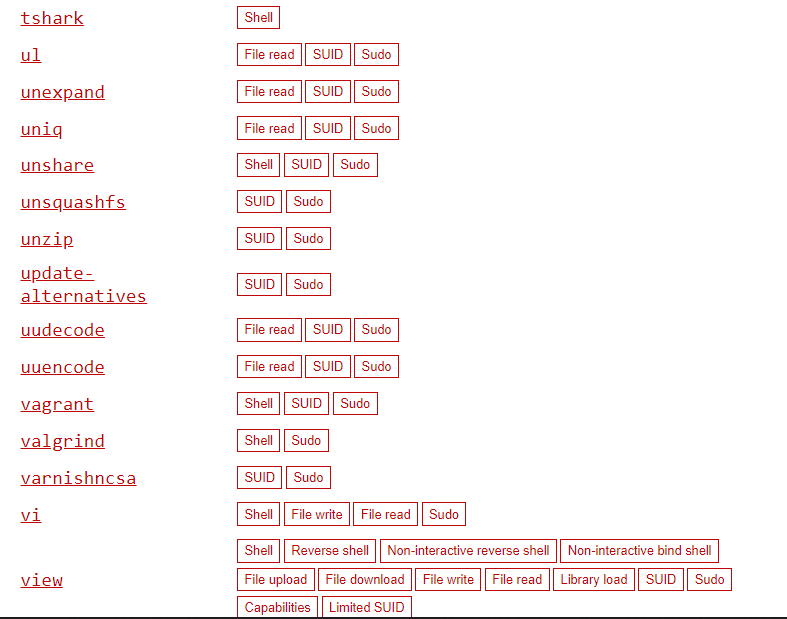 tshark Shell
ul File read SUID Sudo
unexpand File read SUID Sudo
uniq File read SUID Sudo
unshare Shell SUID Sudo
unsquashfs SUID Sudo
unzip SUID Sudo
update-
alternatives SUID Sudo
uudecode File read SUID Sudo
uuencode File read SUID Sudo
vagrant Shell SUID Sudo
valgrind Shell Sudo
varnishncsa SUID Sudo
vi Shell File write File read Sudo
Shell Reverse shell Non-interactive reverse shell Non-interactive bind shell
view File upload File download File write File read Library load SUID Sudo
Capabilities Limited SUID